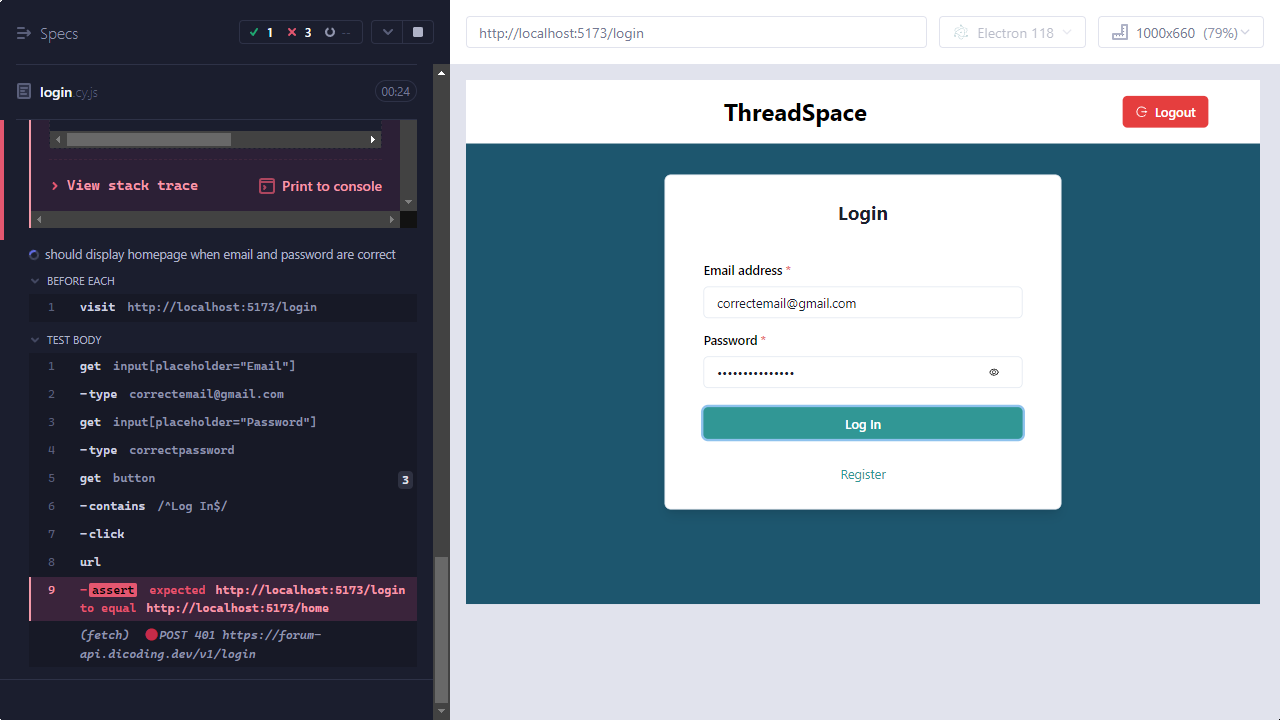 Specs
1
3
--
login.cy.js
00:24
View stack trace
Print to console
should display homepage when email and password are correct
BEFORE EACH
1 visit http://localhost:5173/login
TEST BODY
1 get input[placeholder="Email"]
2 -type correctemail@gmail.com
3 get input[placeholder="Password"]
4 -type correctpassword
5 get button 3
6 -contains /^Log In$/
7 -click
8 url
9 -assert expected http://localhost:5173/login
to equal http://localhost:5173/home
(fetch) POST 401 https://forum-
api.dicoding.dev/v1/login
http://localhost:5173/login
Electron 118
1000x660 (79%)
ThreadSpace
Logout
Login
Email address *
correctemail@gmail.com
Password *
•••••••••••••••
Log In
Register